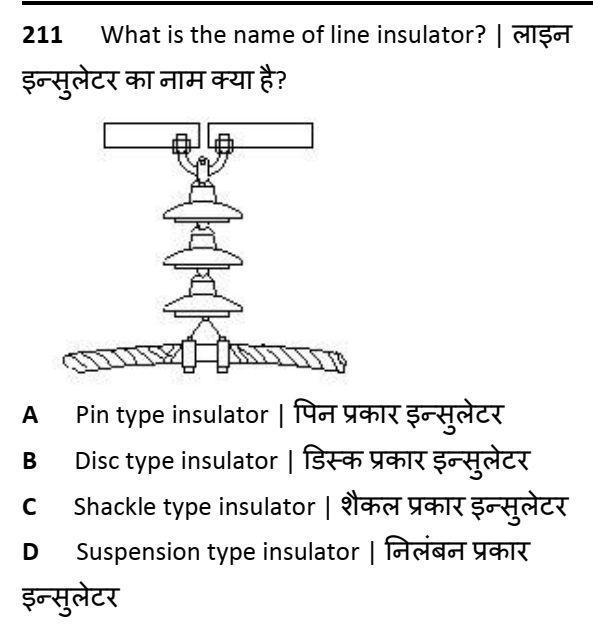 211 What is the name of line insulator? | लाइन
इन्सुलेटर का नाम क्या है?
A Pin type insulator | पिन प्रकार इन्सुलेटर
B Disc type insulator | डिस्क प्रकार इन्सुलेटर
C Shackle type insulator | शैकल प्रकार इन्सुलेटर
D Suspension type insulator | निलंबन प्रकार
इन्सुलेटर